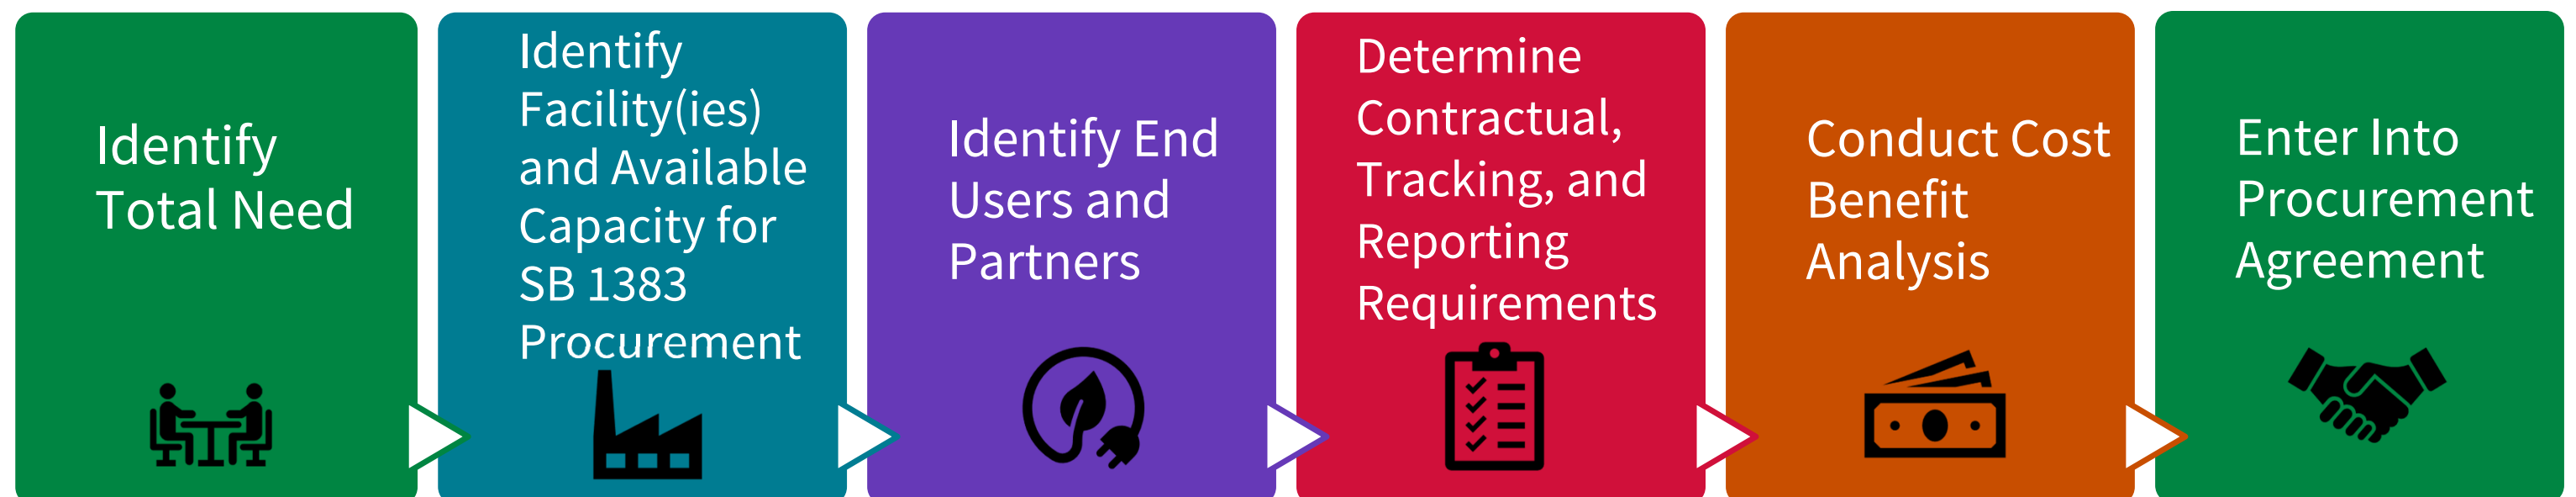 Identify
Total Need
Identify
Facility(ies)
and Available
Capacity for
SB 1383
Procurement
Identify End
Users and
Partners
Determine
Contractual,
Tracking, and
Reporting
Requirements
Conduct Cost
Benefit
Analysis
Enter Into
Procurement
Agreement